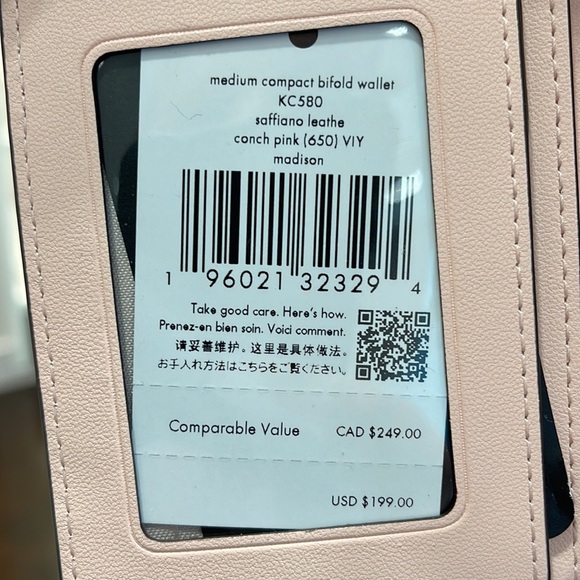 medium compact bifold wallet
KC580
saffiano leathe
conch pink (650) VIY
madison
1 96021 32329 4
Take good care. Here's how.
Prenez-en bien soin. Voici comment.
请妥善维护。这里是具体做法。
お手入れ方法はこちらをご覧ください。
Comparable Value CAD $249.00
USD $199.00